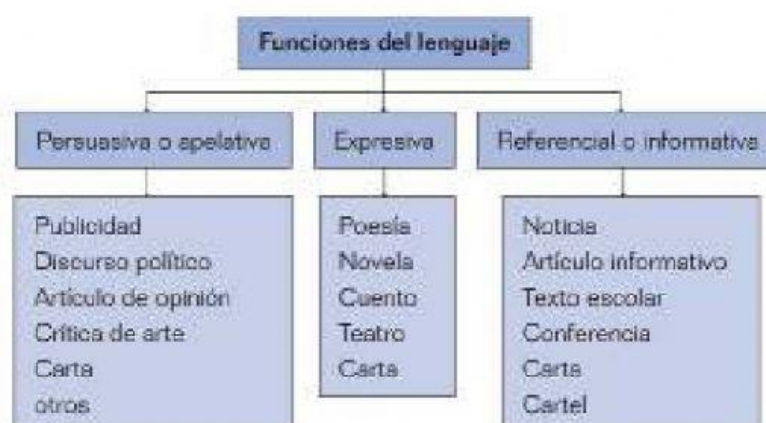 Funciones del lenguaje
Persuasiva o apelativa
Expresiva
Referencial o informativa
Publicidad
Discurso político
Artículo de opinión
Crítica de arte
Carta
otros
Poesía
Novela
Cuento
Teatro
Carta
Noticia
Artículo informativo
Texto escolar
Conferencia
Carta
Cartel